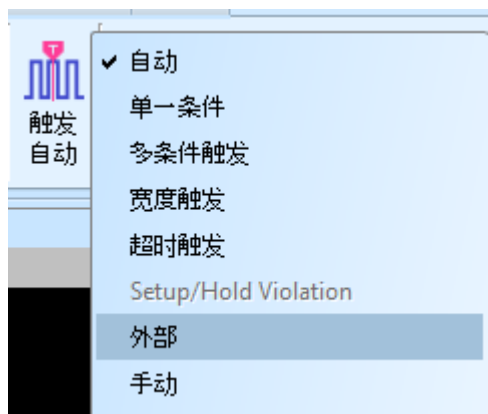 T
触发
自动
自动
单一条件
多条件触发
宽度触发
超时触发
Setup/Hold Violation
外部
手动